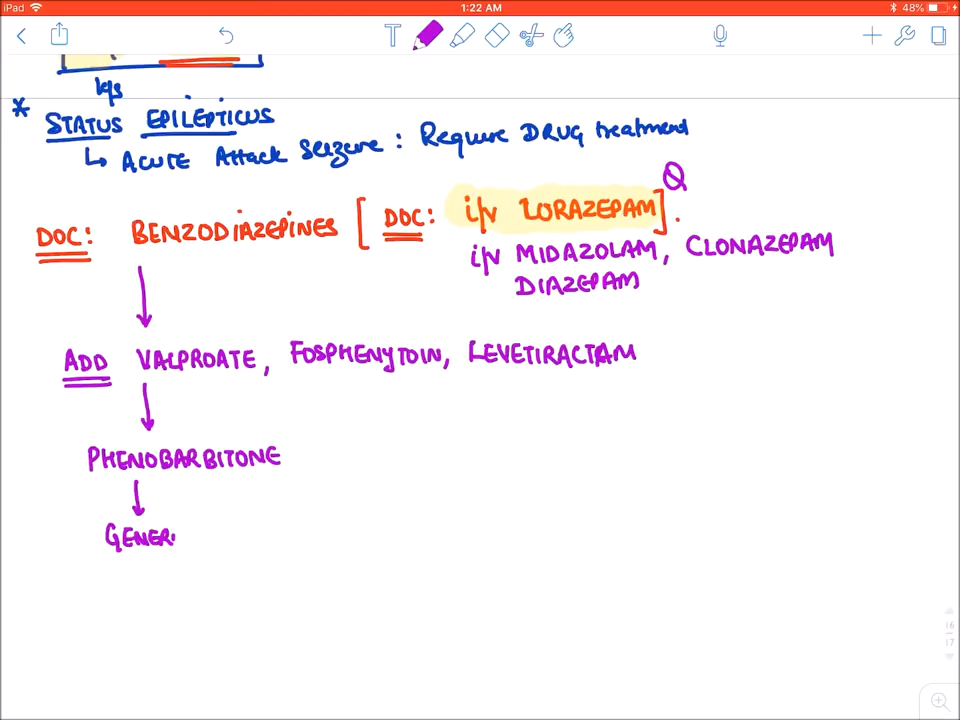 iPad 1:22 AM 48%
T
k/s
* STATUS EPILEPTICUS
↳ ACUTE Attack Seizure : Require DRUG treatment
Q
DOC: BENZODIAZEPINES [ DOC: i/v LORAZEPAM ].
i/v MIDAZOLAM, CLONAZEPAM
DIAZEPAM
↓
ADD VALPROATE, FOSPHENYTOIN, LEVETIRACTAM
↓
PHENOBARBITONE
↓
GENER
16
17